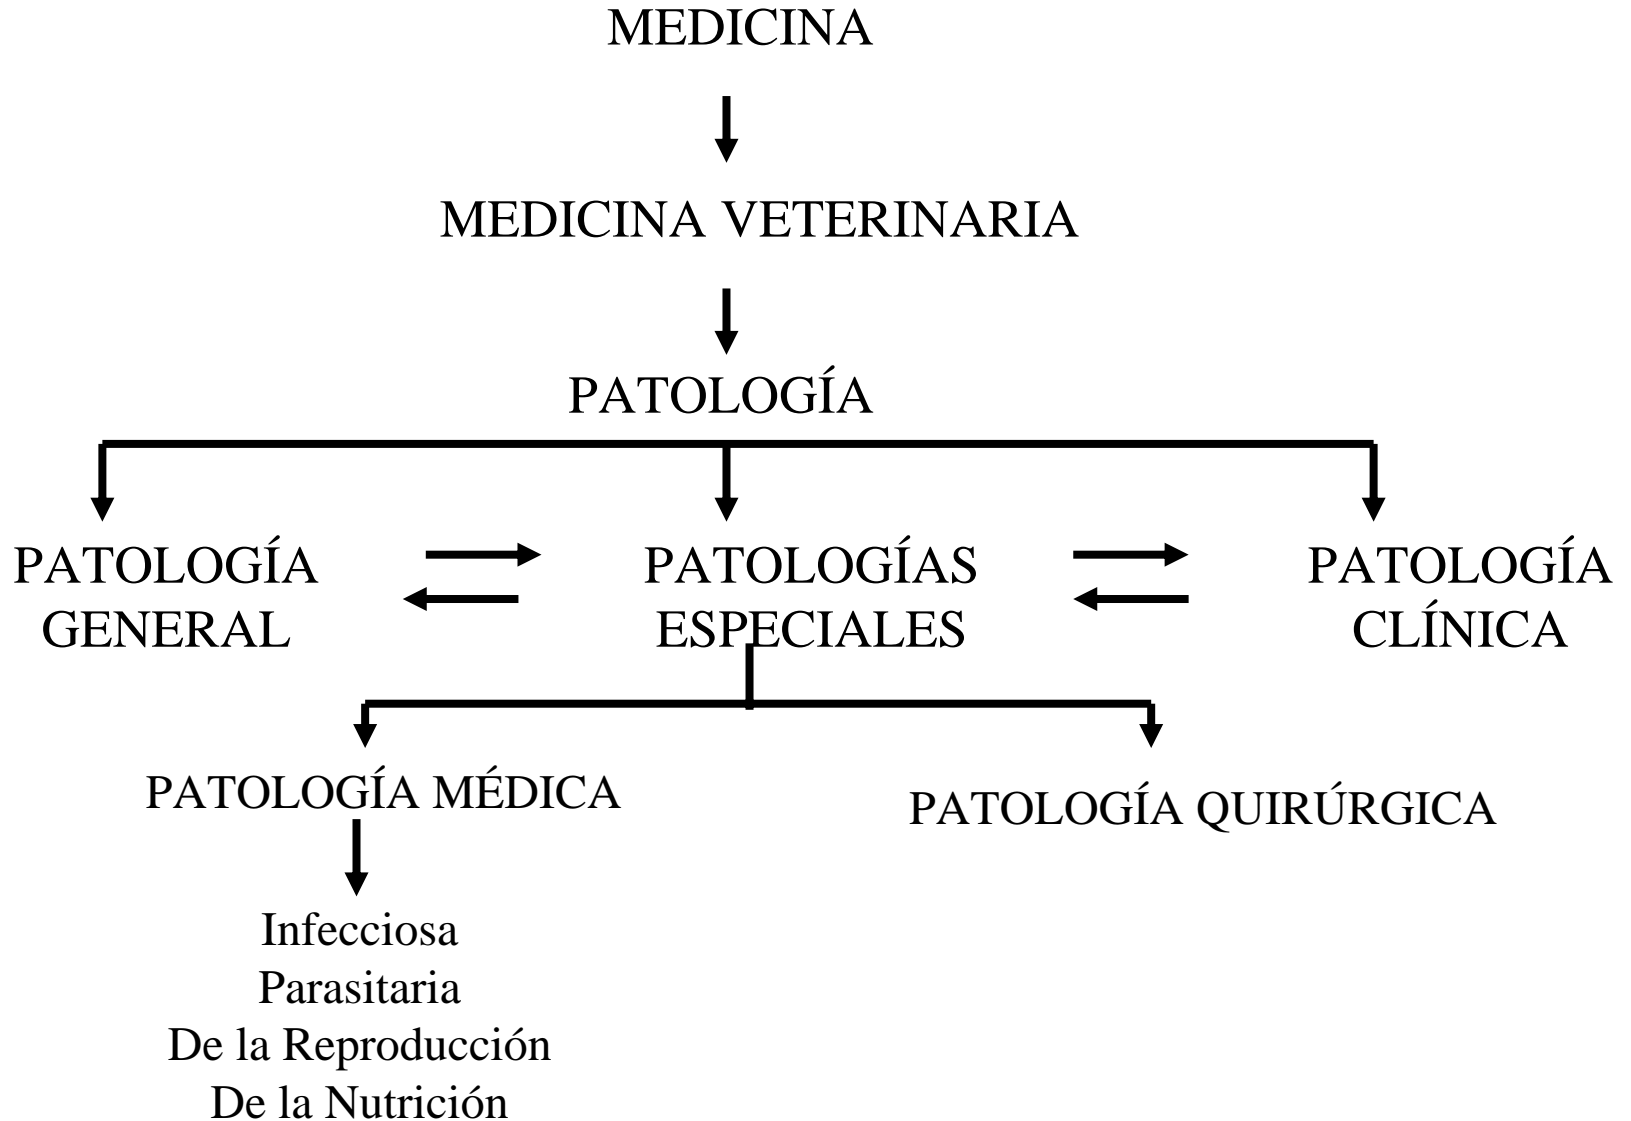 MEDICINA
MEDICINA VETERINARIA
PATOLOGÍA
PATOLOGÍA
GENERAL
PATOLOGÍAS
ESPECIALES
PATOLOGÍA
CLÍNICA
PATOLOGÍA MÉDICA
PATOLOGÍA QUIRÚRGICA
Infecciosa
Parasitaria
De la Reproducción
De la Nutrición